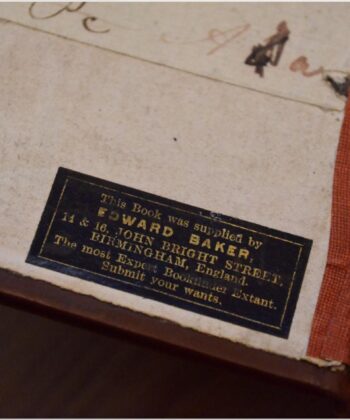 This Book was supplied by
EDWARD BAKER,
14 & 16, JOHN BRIGHT STREET,
BIRMINGHAM, England.
The most Expert Bookfinder Extant.
Submit your wants.